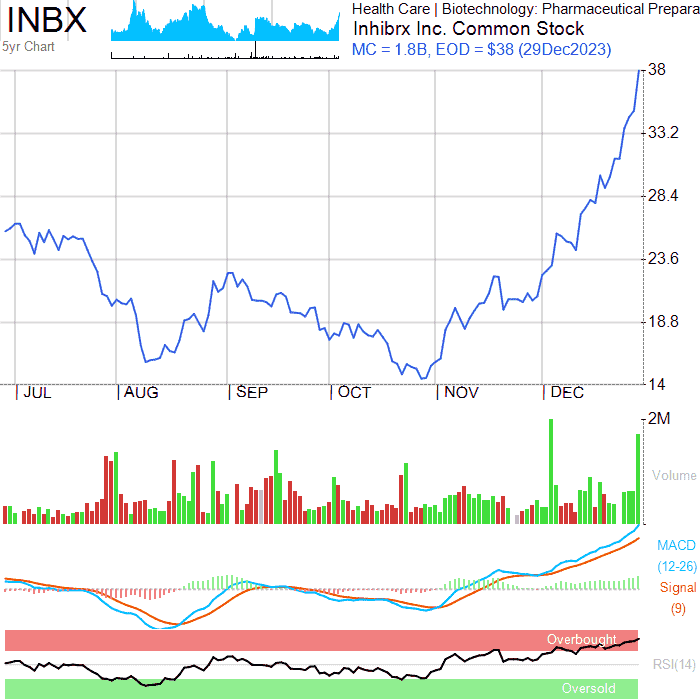 INBX
5yr Chart
Health Care | Biotechnology: Pharmaceutical Prepara
Inhibrx Inc. Common Stock
MC = 1.8B, EOD = $38 (29Dec2023)
38
33.2
28.4
23.6
18.8
14
JUL AUG SEP OCT NOV DEC
2M
Volume
MACD
(12-26)
Signal
(9)
Overbought
RSI(14)
Oversold